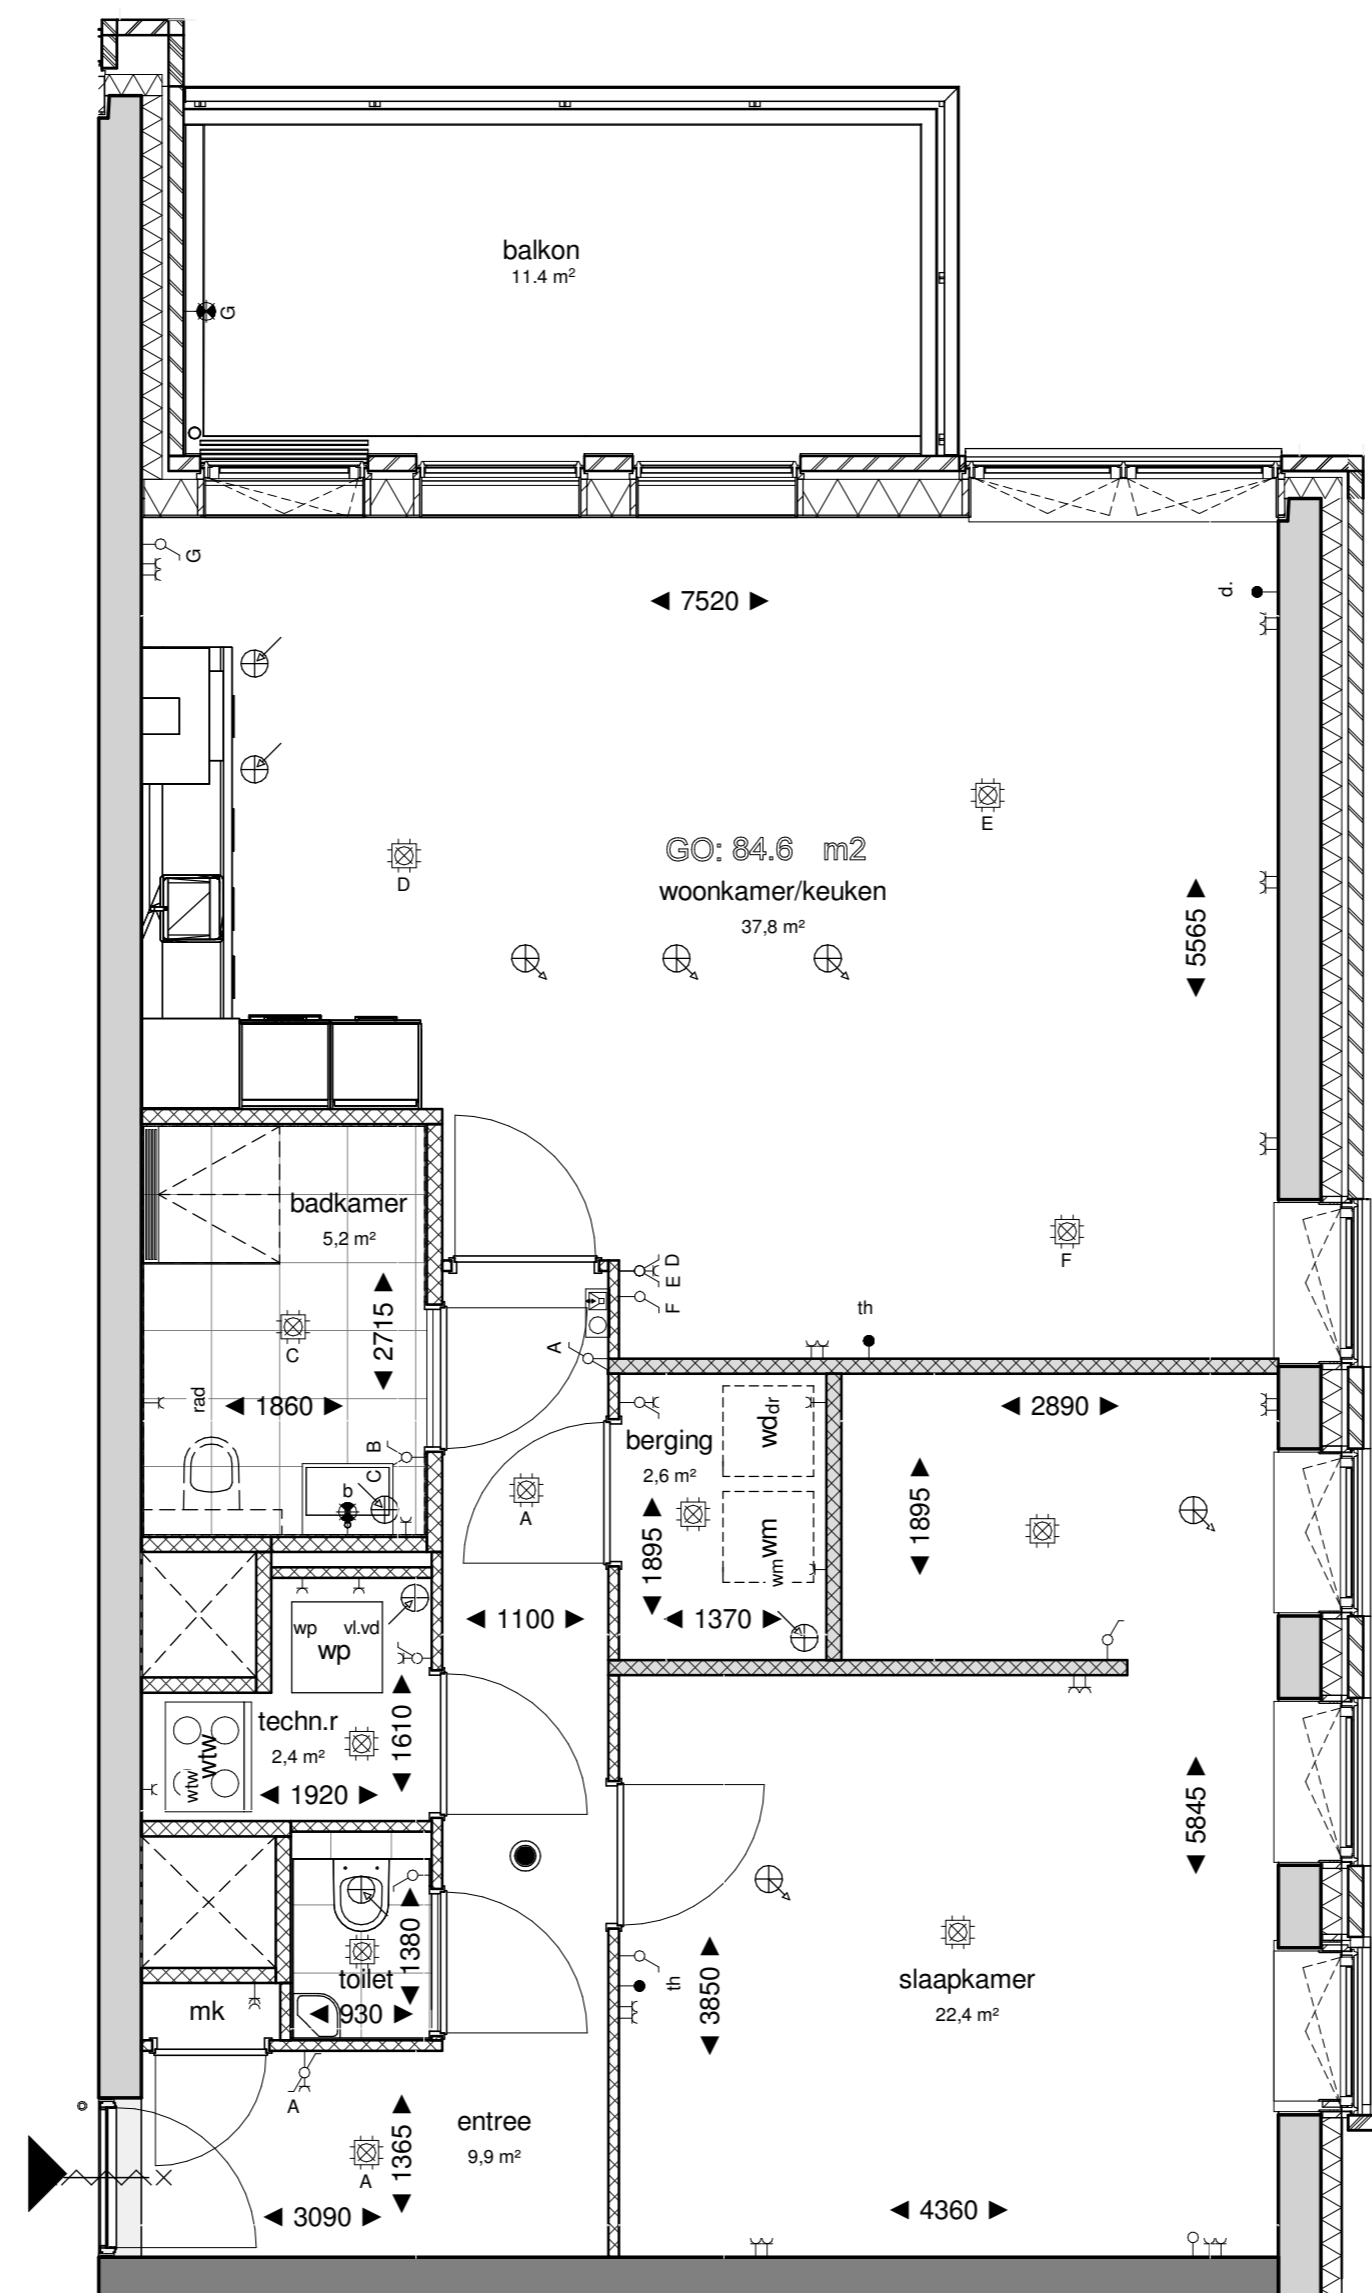 balkon
11.4 m²
G
G
◄ 7520 ►
d.
E
D
GO: 84.6 m2
woonkamer/keuken
37,8 m²
◄ 5565 ►
badkamer
5,2 m²
◄ 2715 ►
C
rad
◄ 1860 ►
B
C
b
D
E
F
F
th
A
A
berging
2,6 m²
◄ 1895 ►
◄ 1370 ►
wd dr
wm wm
◄ 2890 ►
◄ 1895 ►
◄ 1100 ►
wp vl.vd
wp
techn.r
2,4 m²
◄ 1610 ►
◄ 1920 ►
wtw
wtw
◄ 1380 ►
toilet
◄ 930 ►
mk
A
entree
9,9 m²
◄ 1365 ►
A
◄ 3090 ►
◄ 5845 ►
th
◄ 3850 ►
slaapkamer
22,4 m²
◄ 4360 ►